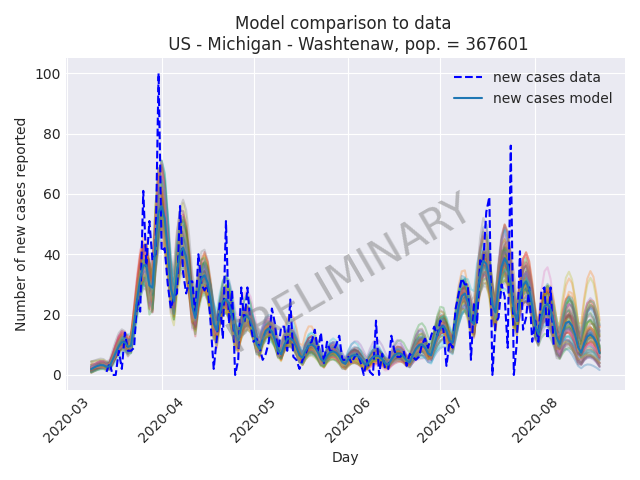 Model comparison to data
US - Michigan - Washtenaw, pop. = 367601
new cases data
new cases model
PRELIMINARY
Number of new cases reported
100
80
60
40
20
0
2020-03
2020-04
2020-05
2020-06
2020-07
2020-08
Day